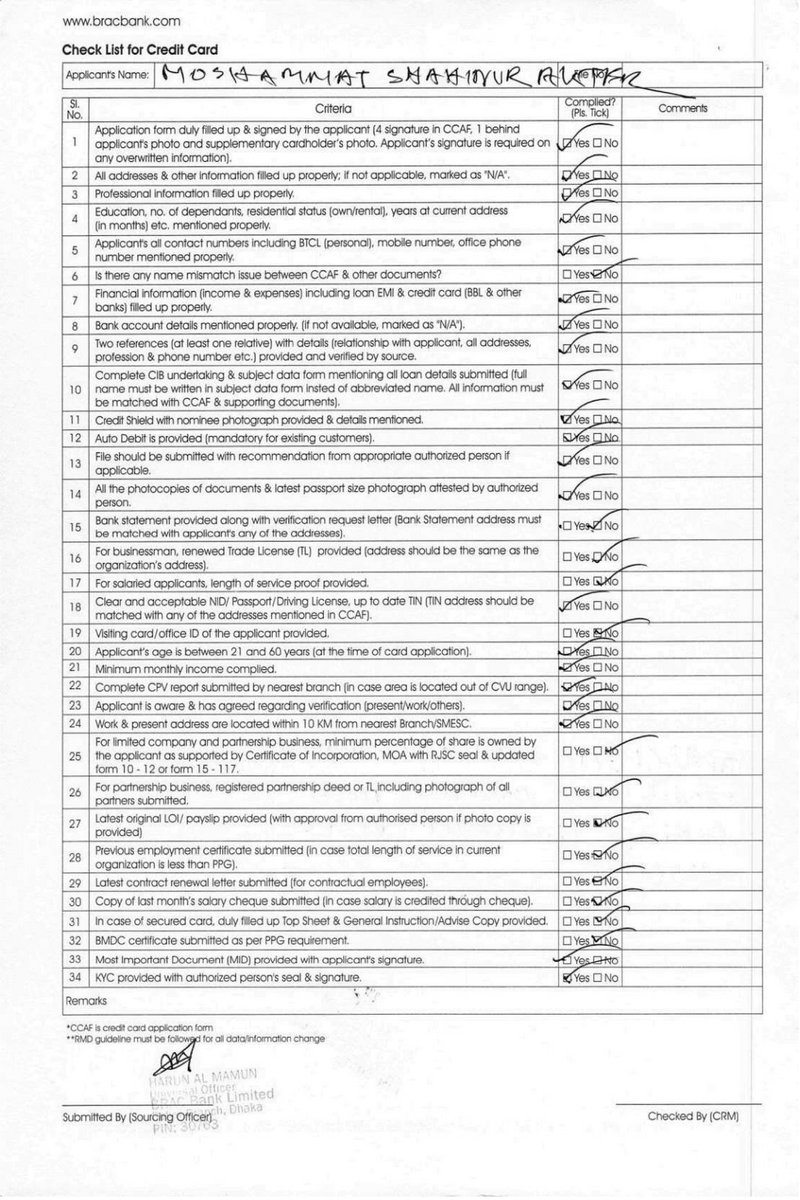 www.bracbank.com
Check List for Credit Card
Applicant's Name: MOSHAMMAT SHAHINUR AKTER
Sl. No. Criteria Complied? (Pls. Tick) Comments
1 Application form duly filled up & signed by the applicant (4 signature in CCAF, 1 behind
applicant's photo and supplementary cardholder's photo. Applicant's signature is required on
any overwritten information). ☑Yes ☐ No
2 All addresses & other information filled up properly; if not applicable, marked as "N/A". ☑Yes ☐ No
3 Professional information filled up properly. ☑Yes ☐ No
4 Education, no. of dependants, residential status (own/rental), years at current address
(in months) etc. mentioned properly. ☑Yes ☐ No
5 Applicant's all contact numbers including BTCL (personal), mobile number, office phone
number mentioned properly. ☑Yes ☐ No
6 Is there any name mismatch issue between CCAF & other documents? ☐ Yes ☑No
7 Financial information (income & expenses) including loan EMI & credit card (BBL & other
banks) filled up properly. ☑Yes ☐ No
8 Bank account details mentioned properly. (if not available, marked as "N/A"). ☑Yes ☐ No
9 Two references (at least one relative) with details (relationship with applicant, all addresses,
profession & phone number etc.) provided and verified by source. ☑Yes ☐ No
10 Complete CIB undertaking & subject data form mentioning all loan details submitted (full
name must be written in subject data form insted of abbreviated name. All information must
be matched with CCAF & supporting documents). ☑Yes ☐ No
11 Credit Shield with nominee photograph provided & details mentioned. ☑Yes ☐ No
12 Auto Debit is provided (mandatory for existing customers). ☑Yes ☐ No
13 File should be submitted with recommendation from appropriate authorized person if
applicable. ☑Yes ☐ No
14 All the photocopies of documents & latest passport size photograph attested by authorized
person. ☑Yes ☐ No
15 Bank statement provided along with verification request letter (Bank Statement address must
be matched with applicant's any of the addresses). ☐ Yes ☑ No
16 For businessman, renewed Trade License (TL) provided (address should be the same as the
organization's address). ☐ Yes ☑No
17 For salaried applicants, length of service proof provided. ☐ Yes ☑No
18 Clear and acceptable NID/ Passport/Driving License, up to date TIN (TIN address should be
matched with any of the addresses mentioned in CCAF). ☑Yes ☐ No
19 Visiting card/office ID of the applicant provided. ☐ Yes ☑No
20 Applicant's age is between 21 and 60 years (at the time of card application). ☑Yes ☐ No
21 Minimum monthly income complied. ☑Yes ☐ No
22 Complete CPV report submitted by nearest branch (in case area is located out of CVU range). ☑Yes ☐ No
23 Applicant is aware & has agreed regarding verification (present/work/others). ☑Yes ☐ No
24 Work & present address are located within 10 KM from nearest Branch/SMESC. ☑Yes ☐ No
25 For limited company and partnership business, minimum percentage of share is owned by
the applicant as supported by Certificate of Incorporation, MOA with RJSC seal & updated
form 10 - 12 or form 15 - 117. ☐ Yes ☑ No
26 For partnership business, registered partnership deed or TL including photograph of all
partners submitted. ☐ Yes ☑No
27 Latest original LOI/ payslip provided (with approval from authorised person if photo copy is
provided) ☐ Yes ☑No
28 Previous employment certificate submitted (in case total length of service in current
organization is less than PPG). ☐ Yes ☑No
29 Latest contract renewal letter submitted (for contractual employees). ☐ Yes ☑No
30 Copy of last month's salary cheque submitted (in case salary is credited through cheque). ☐ Yes ☑No
31 In case of secured card, duly filled up Top Sheet & General Instruction/Advise Copy provided. ☐ Yes ☑No
32 BMDC certificate submitted as per PPG requirement. ☐ Yes ☑No
33 Most Important Document (MID) provided with applicant's signature. ☑ Yes ☐ No
34 KYC provided with authorized person's seal & signature. ☑Yes ☐ No
Remarks
*CCAF is credit card application form
**RMD guideline must be followed for all data/information change
HARUN AL MAMUN
Officer
BRAC Bank Limited
Branch, Dhaka
PIN: 30763
Submitted By (Sourcing Officer)
Checked By (CRM)